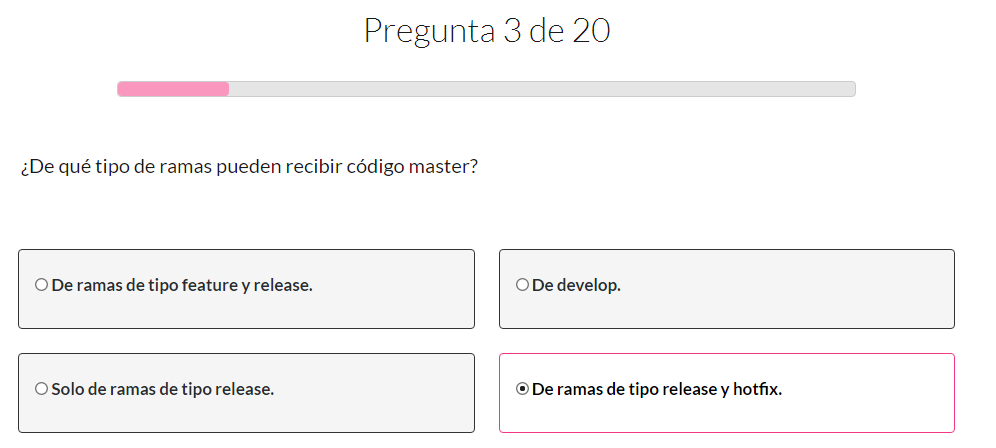 Pregunta 3 de 20
¿De qué tipo de ramas pueden recibir código master?
De ramas de tipo feature y release.
De develop.
Solo de ramas de tipo release.
De ramas de tipo release y hotfix.